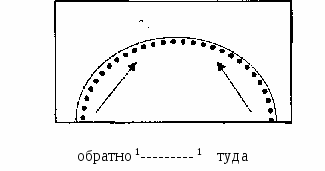 обратно ¹--------- ¹ туда